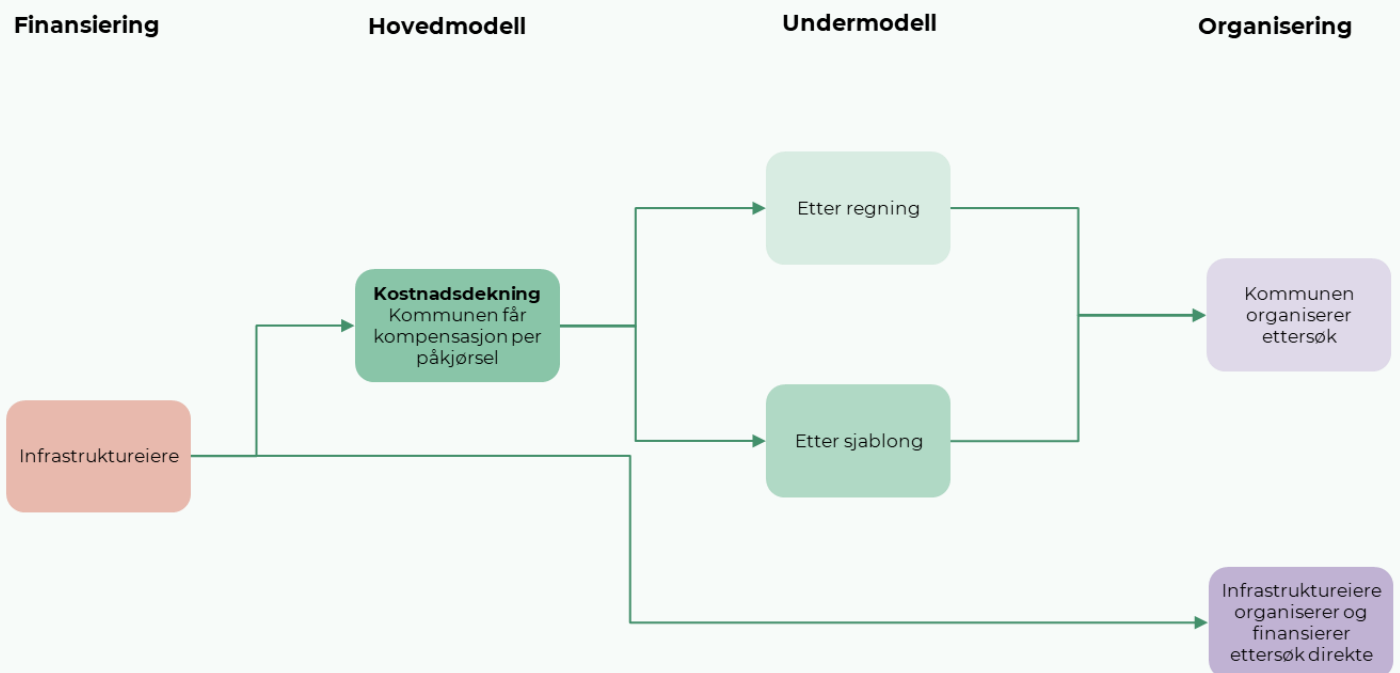 Finansiering
Hovedmodell
Undermodell
Organisering
Etter regning
Kostnadsdekning
Kommunen får
kompensasjon per
påkjørsel
Kommunen
organiserer
ettersøk
Infrastruktureiere
Etter sjablong
Infrastruktureiere
organiserer og
finansierer
ettersøk direkte